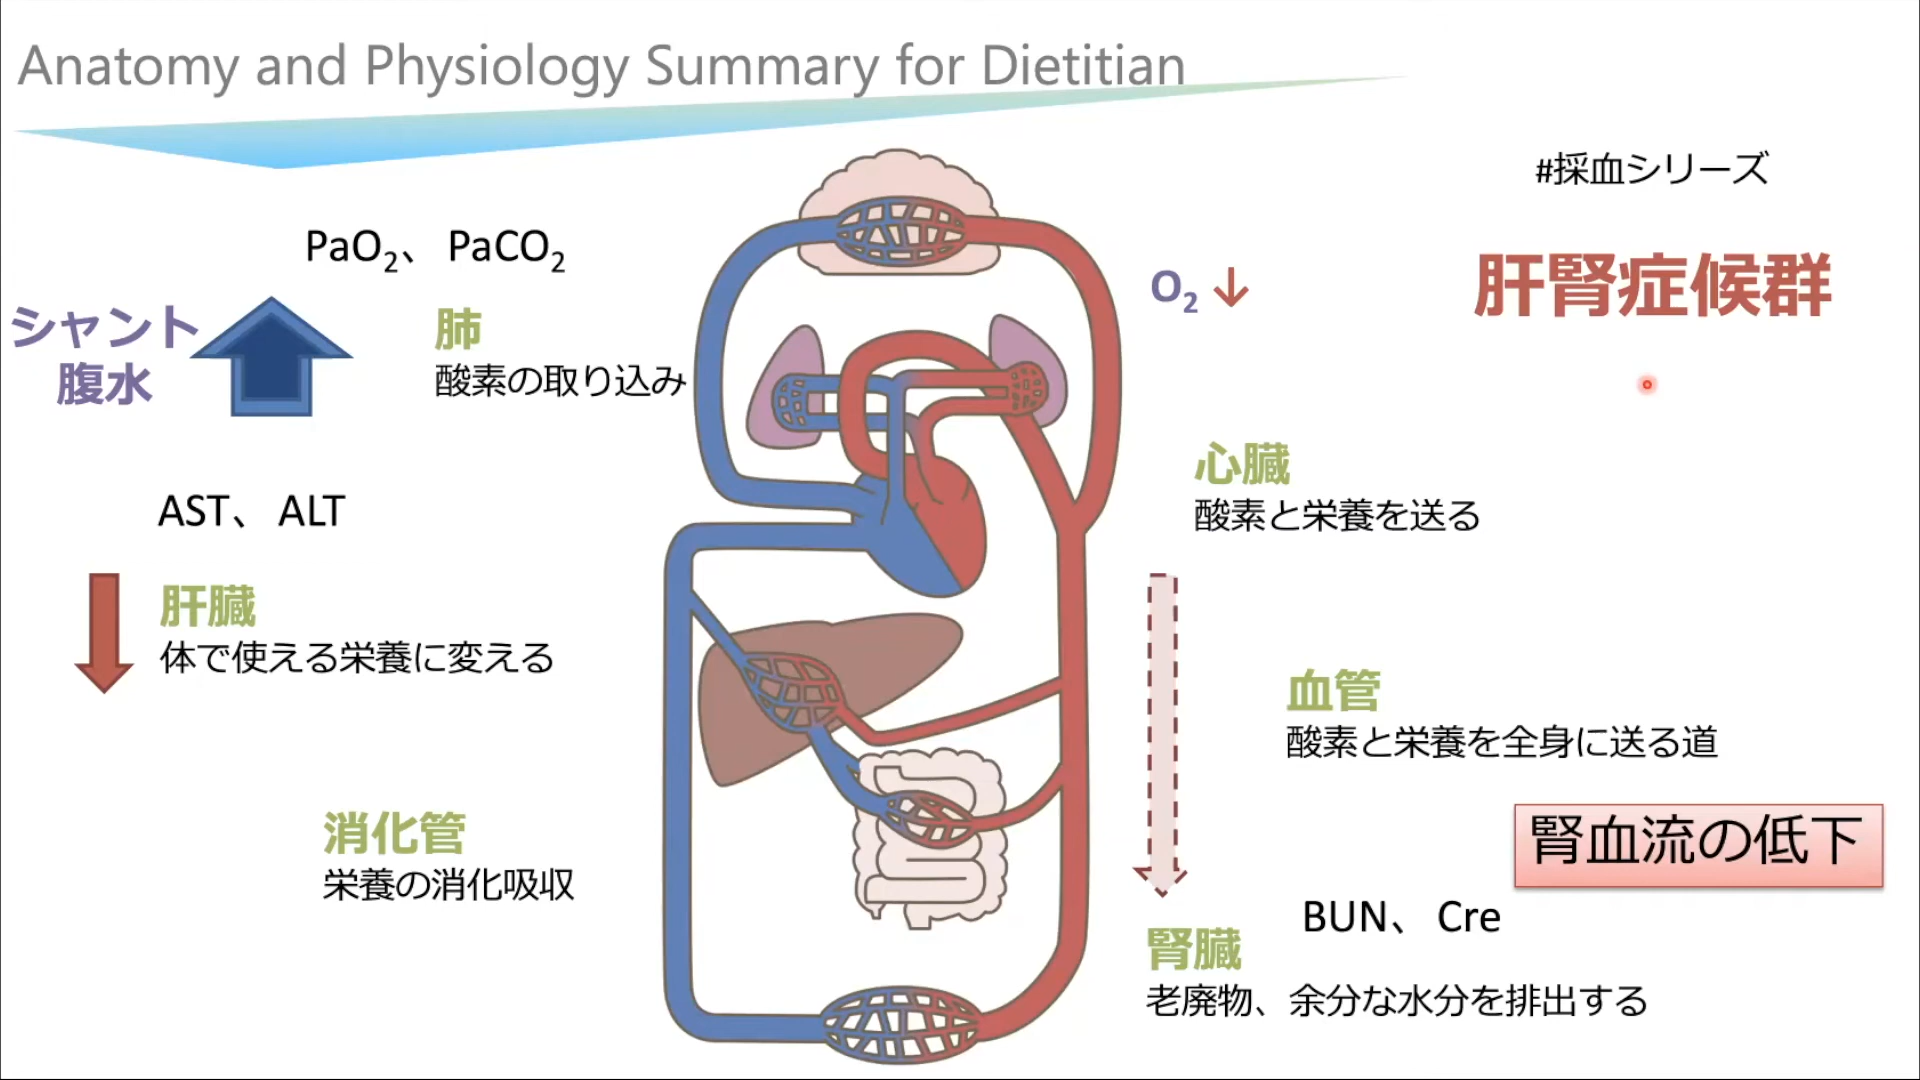 Anatomy and Physiology Summary for Dietitian
#採血シリーズ
肝腎症候群
PaO2、 PaCO2
シャント
腹水
肺
酸素の取り込み
O2 ↓
心臓
酸素と栄養を送る
AST、 ALT
肝臓
体で使える栄養に変える
血管
酸素と栄養を全身に送る道
消化管
栄養の消化吸収
腎血流の低下
BUN、 Cre
腎臓
老廃物、余分な水分を排出する